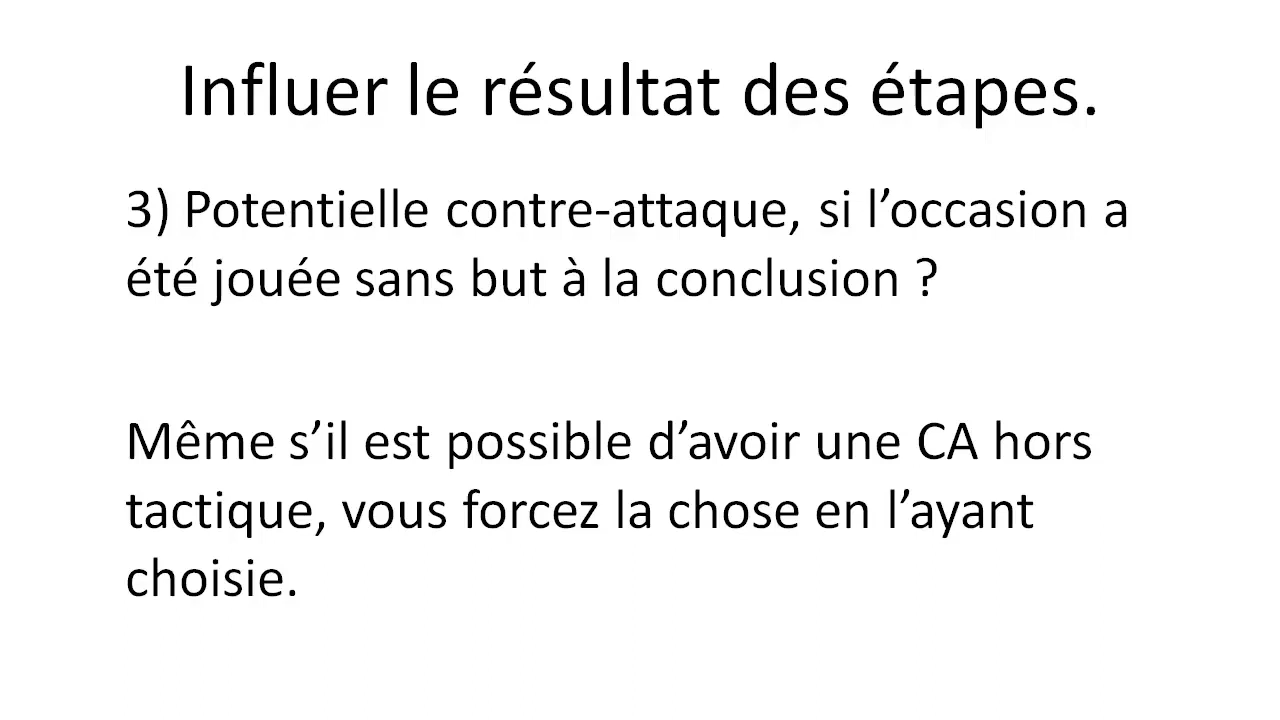 Influer le résultat des étapes.
3) Potentielle contre-attaque, si l’occasion a
été jouée sans but à la conclusion ?
Même s’il est possible d’avoir une CA hors
tactique, vous forcez la chose en l’ayant
choisie.